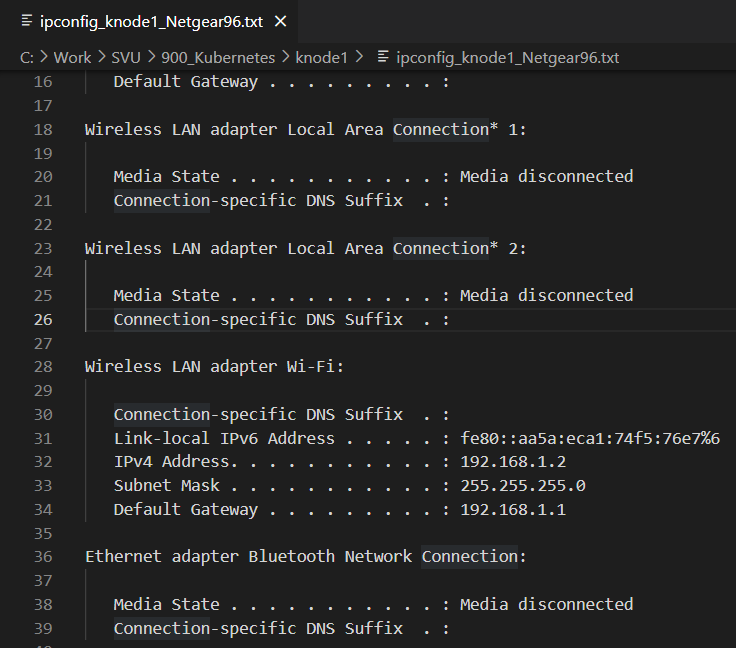 ipconfig_knode1_Netgear96.txt ×
C: > Work > SVU > 900_Kubernetes > knode1 > ipconfig_knode1_Netgear96.txt
16 Default Gateway . . . . . . . . . :
17
18 Wireless LAN adapter Local Area Connection* 1:
19
20 Media State . . . . . . . . . . . : Media disconnected
21 Connection-specific DNS Suffix . :
22
23 Wireless LAN adapter Local Area Connection* 2:
24
25 Media State . . . . . . . . . . . : Media disconnected
26 Connection-specific DNS Suffix . :
27
28 Wireless LAN adapter Wi-Fi:
29
30 Connection-specific DNS Suffix . :
31 Link-local IPv6 Address . . . . . : fe80::aa5a:eca1:74f5:76e7%6
32 IPv4 Address. . . . . . . . . . . : 192.168.1.2
33 Subnet Mask . . . . . . . . . . . : 255.255.255.0
34 Default Gateway . . . . . . . . . : 192.168.1.1
35
36 Ethernet adapter Bluetooth Network Connection:
37
38 Media State . . . . . . . . . . . : Media disconnected
39 Connection-specific DNS Suffix . :